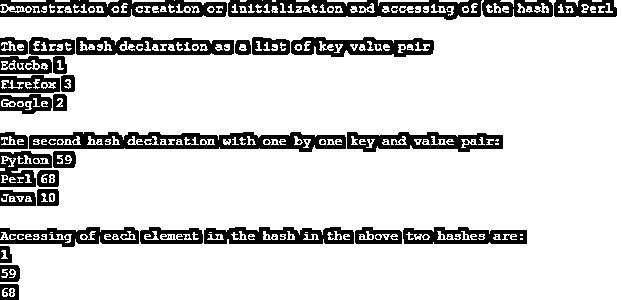 Demonstration of creation or initialization and accessing of the hash in Perl
The first hash declaration as a list of key value pair
Educba 1
Firefox 3
Google 2
The second hash declaration with one by one key and value pair:
Python 59
Perl 68
Java 10
Accessing of each element in the hash in the above two hashes are:
1
59
68